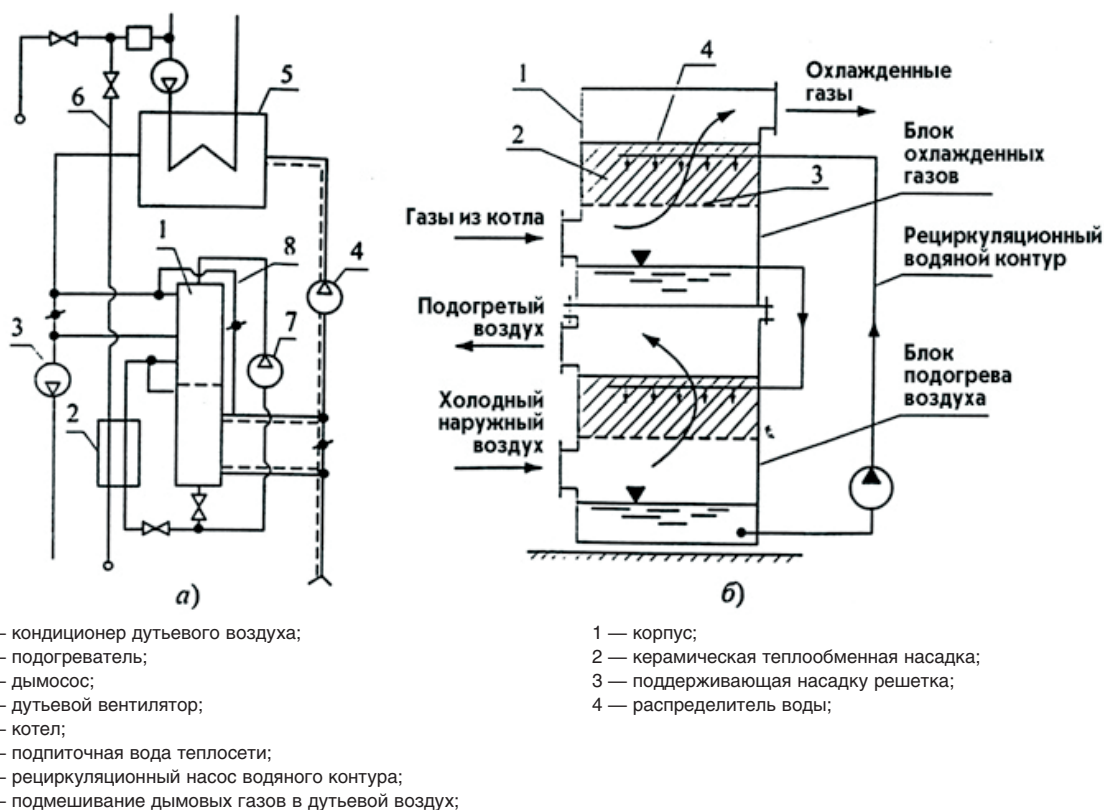 6
5
1
8
4
3
7
2
а)
1
4
Охлажденные
газы
2
Блок
охлажденных
газов
3
Газы из котла
Рециркуляционный
водяной контур
Подогретый
воздух
Блок
подогрева
воздуха
Холодный
наружный
воздух
б)
— кондиционер дутьевого воздуха;
— подогреватель;
— дымосос;
— дутьевой вентилятор;
— котел;
— подпиточная вода теплосети;
— рециркуляционный насос водяного контура;
— подмешивание дымовых газов в дутьевой воздух;
1 — корпус;
2 — керамическая теплообменная насадка;
3 — поддерживающая насадку решетка;
4 — распределитель воды;